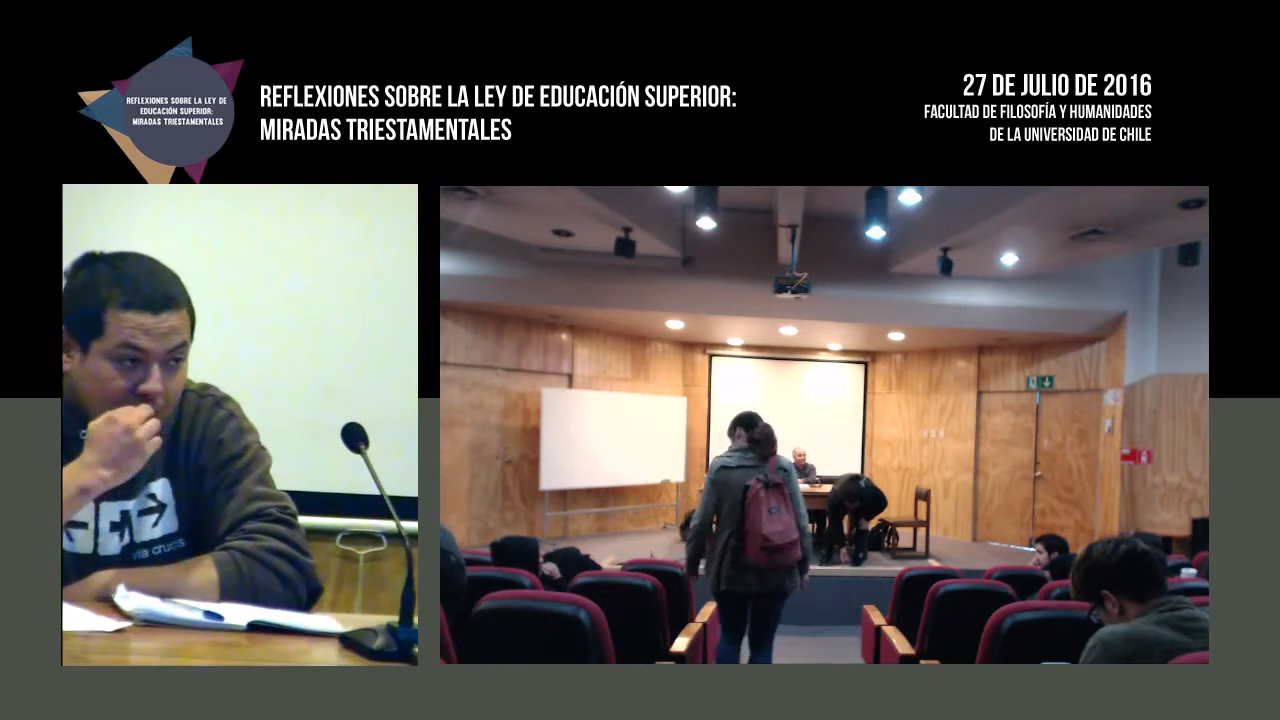 REFLEXIONES SOBRE LA LEY DE
EDUCACIÓN SUPERIOR:
MIRADAS TRIESTAMENTALES
REFLEXIONES SOBRE LA LEY DE EDUCACIÓN SUPERIOR:
MIRADAS TRIESTAMENTALES
27 DE JULIO DE 2016
FACULTAD DE FILOSOFÍA Y HUMANIDADES
DE LA UNIVERSIDAD DE CHILE
vía crucis